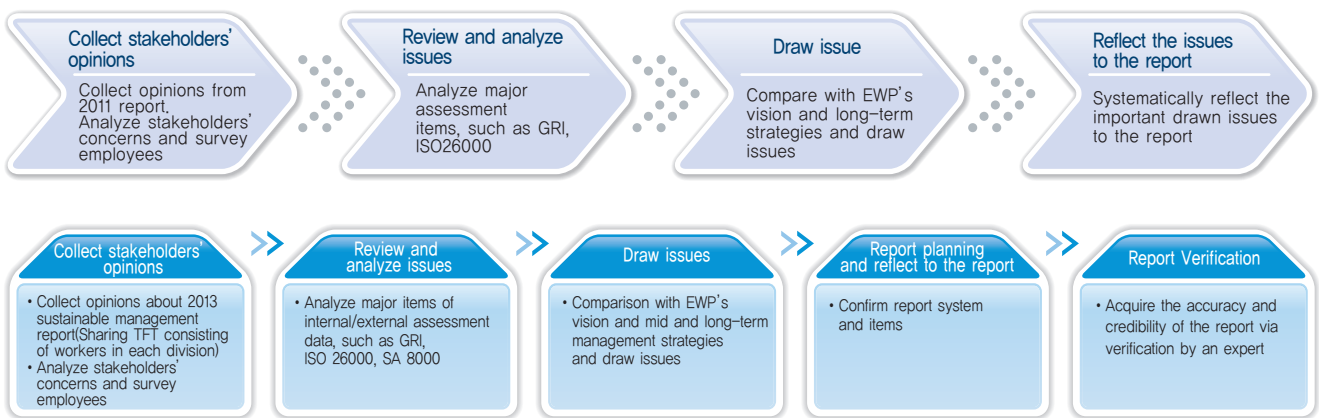 Collect stakeholders'
opinions
Collect opinions from
2011 report,
Analyze stakeholders'
concerns and survey
employees
Review and analyze
issues
Analyze major
assessment
items, such as GRI,
ISO26000
Draw issue
Compare with EWP's
vision and long-term
strategies and draw
issues
Reflect the issues
to the report
Systematically reflect the
important drawn issues
to the report
Collect stakeholders'
opinions
• Collect opinions about 2013
sustainable management
report(Sharing TFT consisting
of workers in each division)
• Analyze stakeholders'
concerns and survey
employees
Review and
analyze issues
• Analyze major items of
internal/external assessment
data, such as GRI,
ISO 26000, SA 8000
Draw issues
• Comparison with EWP's
vision and mid and long-term
management strategies
and draw issues
Report planning
and reflect to the report
• Confirm report system
and items
Report Verification
• Acquire the accuracy and
credibility of the report via
verification by an expert